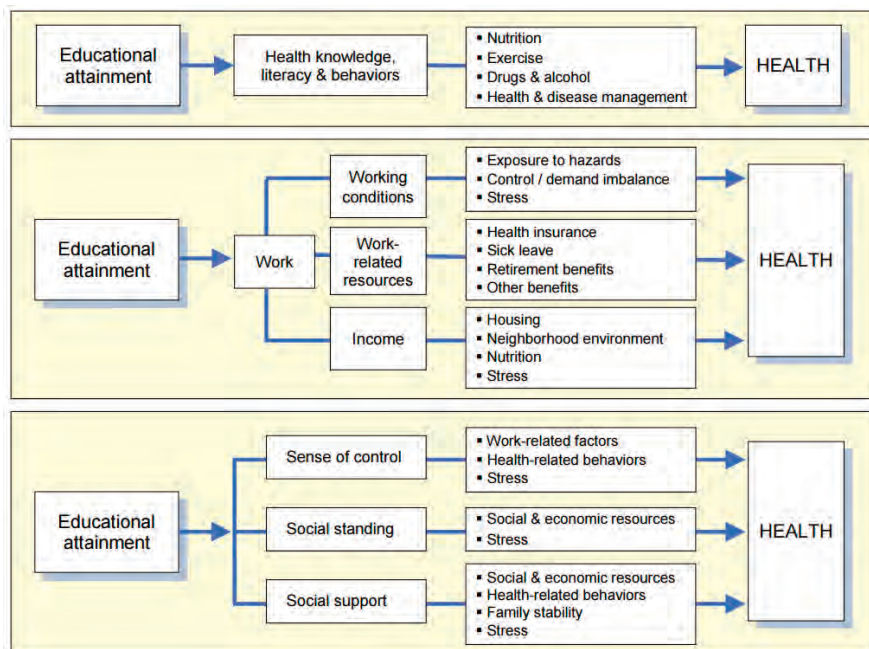 Educational
attainment
Health knowledge,
literacy & behaviors
▪ Nutrition
▪ Exercise
▪ Drugs & alcohol
▪ Health & disease management
HEALTH
Educational
attainment
Work
Working
conditions
▪ Exposure to hazards
▪ Control / demand imbalance
▪ Stress
Work-
related
resources
▪ Health insurance
▪ Sick leave
▪ Retirement benefits
▪ Other benefits
Income
▪ Housing
▪ Neighborhood environment
▪ Nutrition
▪ Stress
HEALTH
Educational
attainment
Sense of control
▪ Work-related factors
▪ Health-related behaviors
▪ Stress
Social standing
▪ Social & economic resources
▪ Stress
Social support
▪ Social & economic resources
▪ Health-related behaviors
▪ Family stability
▪ Stress
HEALTH